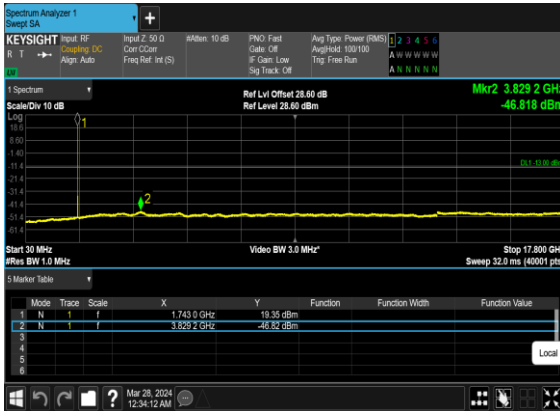 Spectrum Analyzer 1
Swept SA
+
KEYSIGHT Input: RF Input Z: 50 Ω #Atten: 10 dB PNO: Fast Avg Type: Power (RMS) 1 2 3 4 5 6
R T Coupling: DC Corr CCorr Gate: Off Avg|Hold: 100/100 A W W W W W
Align: Auto Freq Ref: Int (S) IF Gain: Low Trig: Free Run
Sig Track: Off A N N N N N
1 Spectrum Ref Lvl Offset 28.60 dB Mkr2 3.829 2 GHz
Scale/Div 10 dB Ref Level 28.60 dBm -46.818 dBm
Log
18.6
8.60
-1.40
-11.4
-21.4
-31.4
-41.4
-51.4
-61.4
1
DL1 -13.00 dBm
2
Start 30 MHz Video BW 3.0 MHz* Stop 17.800 GHz
#Res BW 1.0 MHz Sweep 32.0 ms (40001 pts)
5 Marker Table
Mode Trace Scale X Y Function Function Width Function Value
1 N 1 f 1.743 0 GHz 19.35 dBm
2 N 1 f 3.829 2 GHz -46.82 dBm
3
4
5
6
Local
? Mar 28, 2024
12:34:12 AM